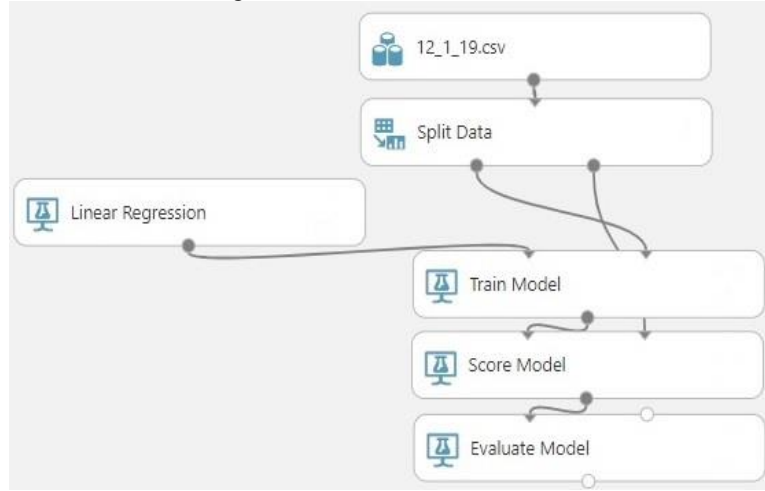 12_1_19.csv
Split Data
Linear Regression
Train Model
Score Model
Evaluate Model